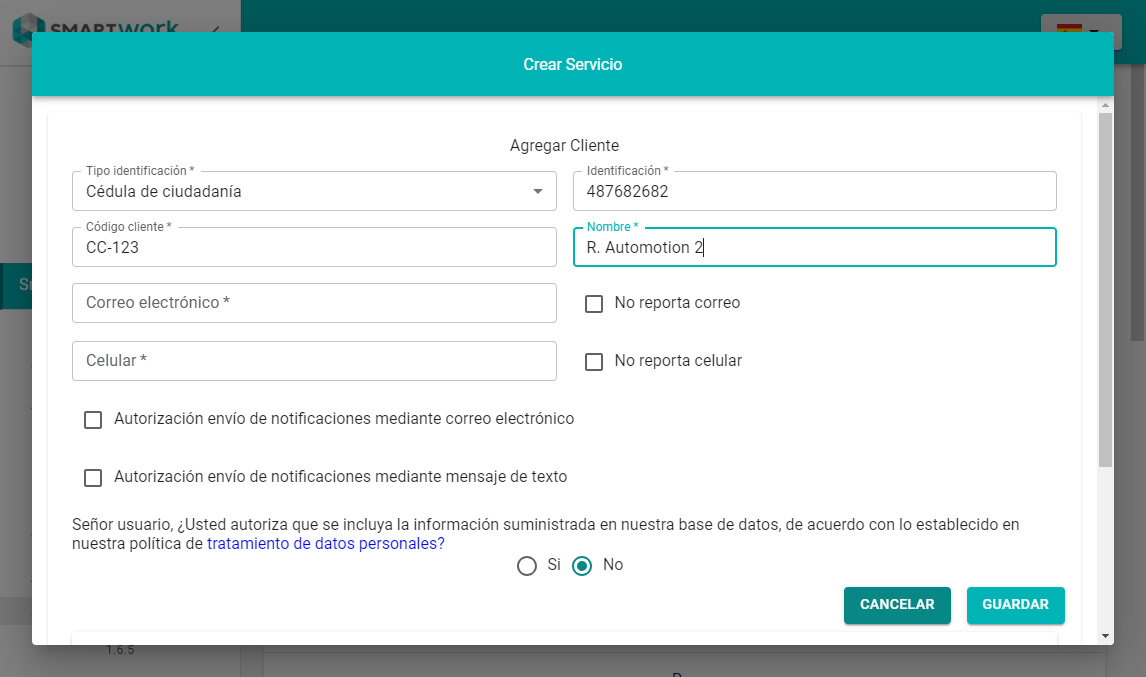 SMARTwork
Crear Servicio
Agregar Cliente
Tipo identificación *
Cédula de ciudadanía
Identificación *
487682682
Código cliente *
CC-123
Nombre *
R. Automotion 2
Correo electrónico *
No reporta correo
Celular *
No reporta celular
Autorización envío de notificaciones mediante correo electrónico
Autorización envío de notificaciones mediante mensaje de texto
Señor usuario, ¿Usted autoriza que se incluya la información suministrada en nuestra base de datos, de acuerdo con lo establecido en
nuestra política de tratamiento de datos personales?
Si
No
CANCELAR
GUARDAR
1.6.5